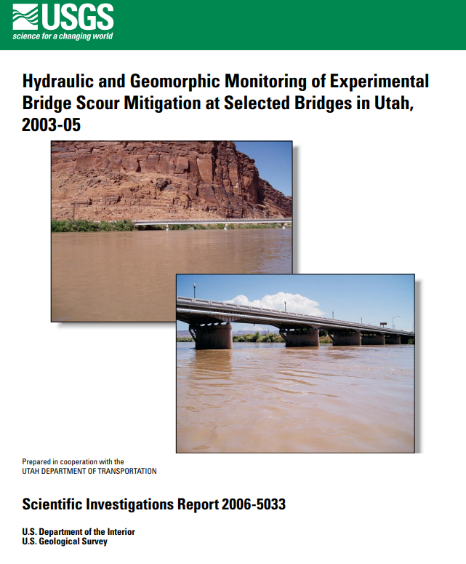 USGS
science for a changing world
Hydraulic and Geomorphic Monitoring of Experimental
Bridge Scour Mitigation at Selected Bridges in Utah,
2003-05
Prepared in cooperation with the
UTAH DEPARTMENT OF TRANSPORTATION
Scientific Investigations Report 2006-5033
U.S. Department of the Interior
U.S. Geological Survey